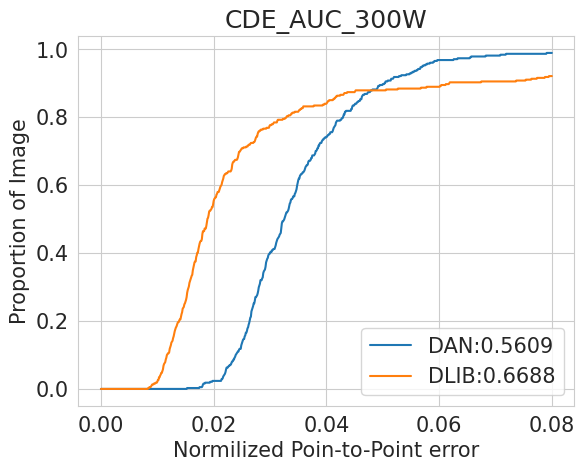 CDE_AUC_300W
Proportion of Image
1.0
0.8
0.6
0.4
0.2
0.0
DAN:0.5609
DLIB:0.6688
0.00 0.02 0.04 0.06 0.08
Normilized Poin-to-Point error